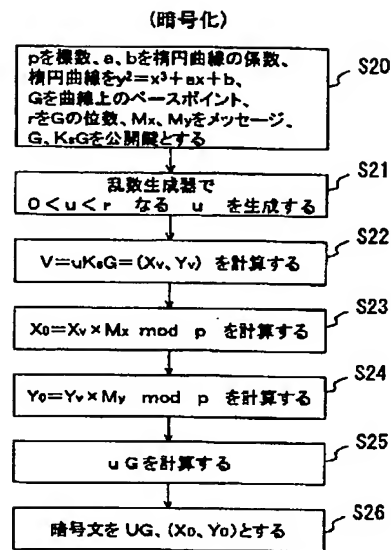 (暗号化)
pを標数、a、bを楕円曲線の係数、
楕円曲線をy²=x³+ax+b、
Gを曲線上のベースポイント、
rをGの位数、Mx、Myをメッセージ、
G、KsGを公開鍵とする
S20
乱数生成器で
0<u<r なる u を生成する
S21
V=uKsG=(Xv、Yv)を計算する
S22
X0=Xv×Mx mod p を計算する
S23
Y0=Yv×My mod p を計算する
S24
uGを計算する
S25
暗号文をUG、(X0、Y0)とする
S26